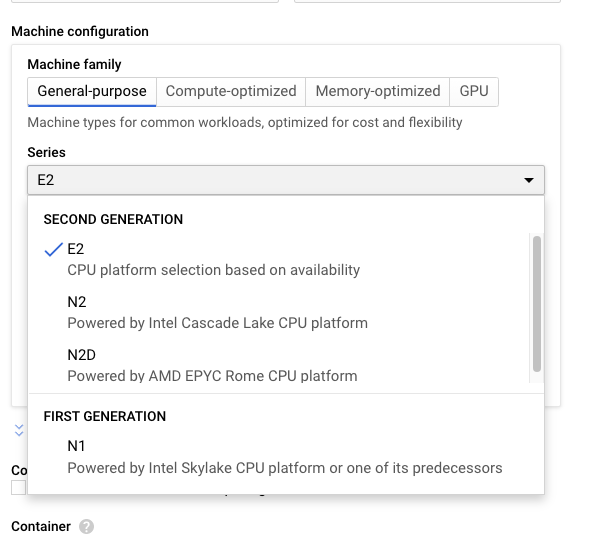 Machine configuration
Machine family
General-purpose Compute-optimized Memory-optimized GPU
Machine types for common workloads, optimized for cost and flexibility
Series
E2
SECOND GENERATION
E2
CPU platform selection based on availability
N2
Powered by Intel Cascade Lake CPU platform
N2D
Powered by AMD EPYC Rome CPU platform
FIRST GENERATION
N1
Powered by Intel Skylake CPU platform or one of its predecessors
Co
Container ?